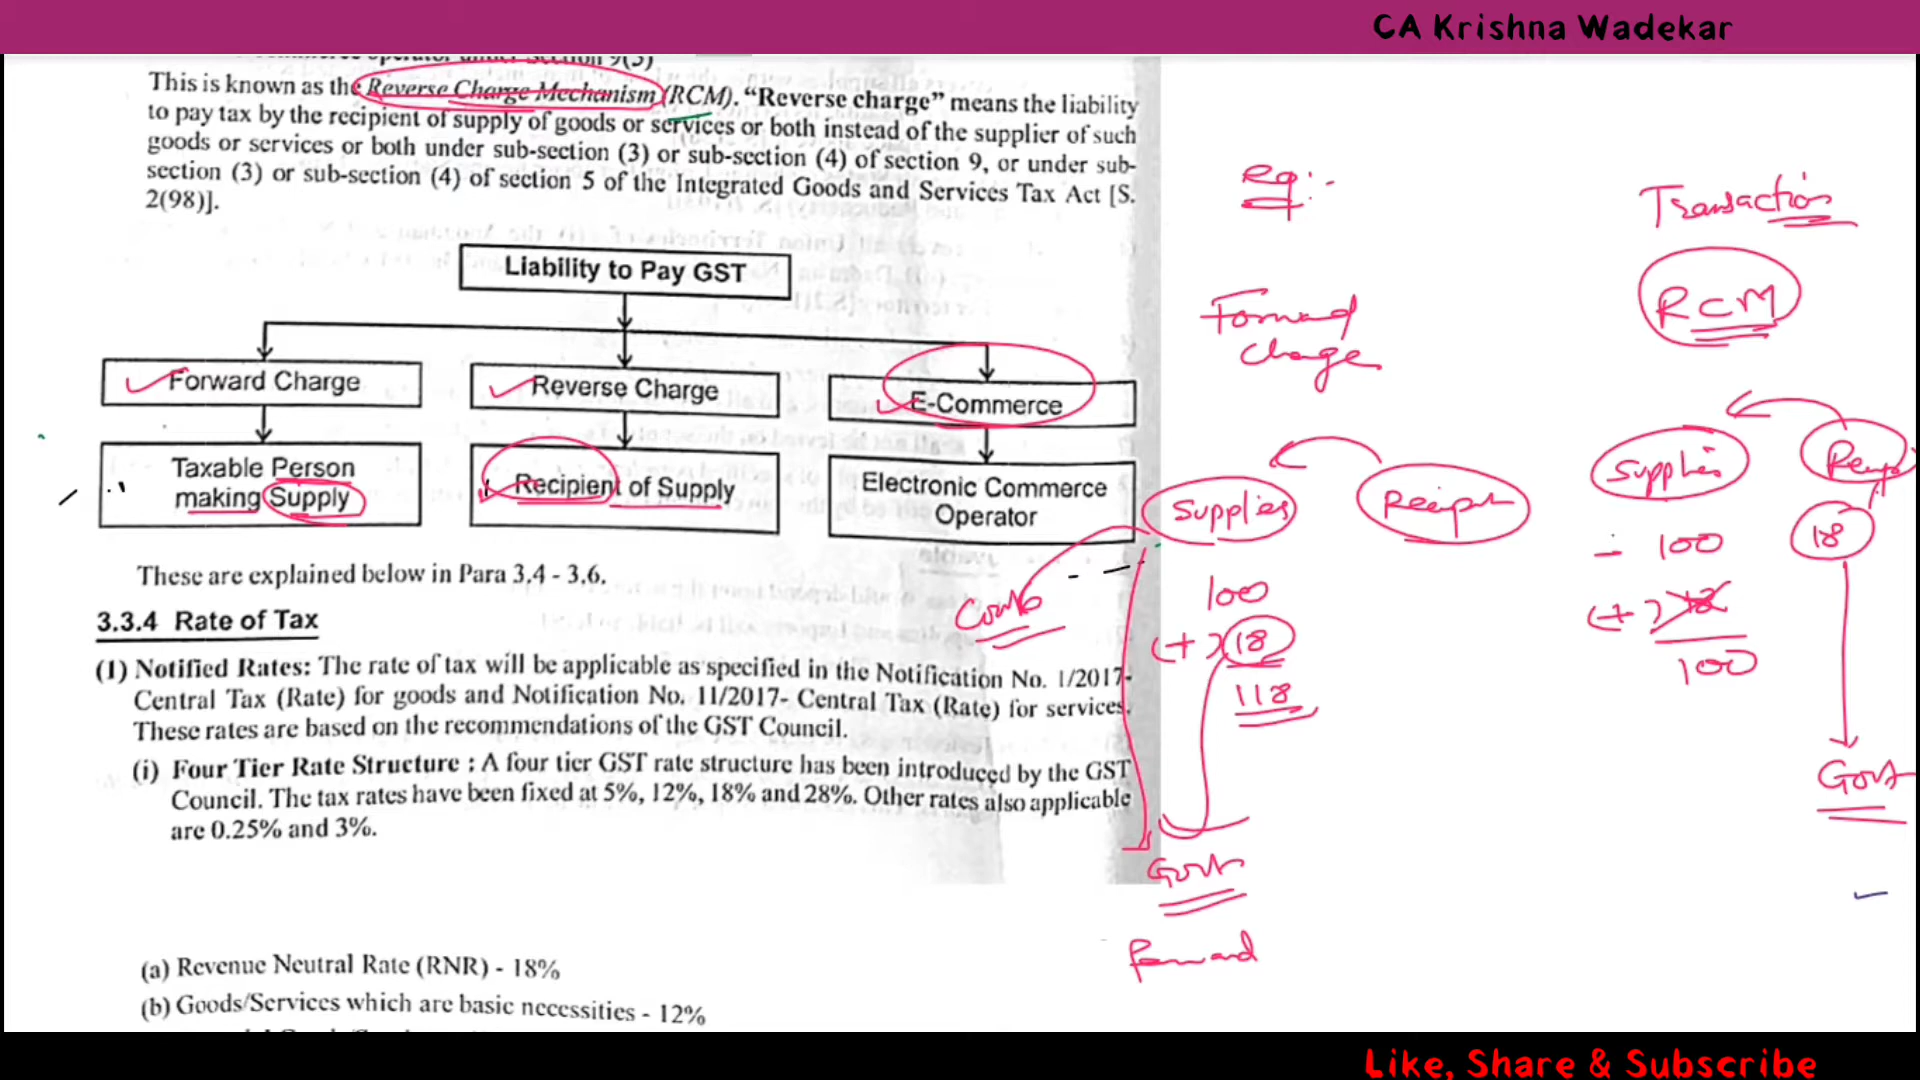 CA Krishna Wadekar
This is known as the Reverse Charge Mechanism (RCM). “Reverse charge” means the liability
to pay tax by the recipient of supply of goods or services or both instead of the supplier of such
goods or services or both under sub-section (3) or sub-section (4) of section 9, or under sub-
section (3) or sub-section (4) of section 5 of the Integrated Goods and Services Tax Act [S.
2(98)].
Liability to Pay GST
Forward Charge
Reverse Charge
E-Commerce
Taxable Person
making Supply
Recipient of Supply
Electronic Commerce
Operator
These are explained below in Para 3.4 - 3.6.
3.3.4 Rate of Tax
(1) Notified Rates: The rate of tax will be applicable as specified in the Notification No. 1/2017-
Central Tax (Rate) for goods and Notification No. 11/2017- Central Tax (Rate) for services.
These rates are based on the recommendations of the GST Council.
(i) Four Tier Rate Structure : A four tier GST rate structure has been introduced by the GST
Council. The tax rates have been fixed at 5%, 12%, 18% and 28%. Other rates also applicable
are 0.25% and 3%.
(a) Revenue Neutral Rate (RNR) - 18%
(b) Goods/Services which are basic necessities - 12%
eg:-
Forward
Charge
Supplies
100
(+) 18
118
Govt
Forward
Transaction
RCM
Supplies
100
(+) 18
100
18
Govt
Like, Share & Subscribe